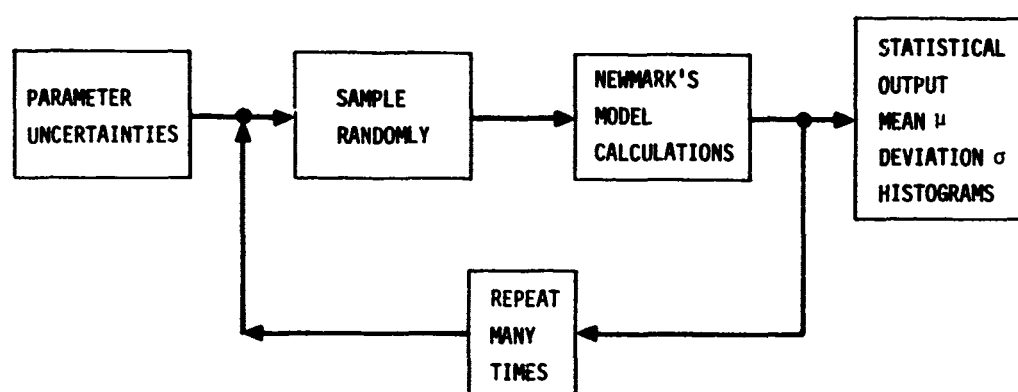 PARAMETER
UNCERTAINTIES
SAMPLE
RANDOMLY
NEWMARK'S
MODEL
CALCULATIONS
STATISTICAL
OUTPUT
MEAN μ
DEVIATION σ
HISTOGRAMS
REPEAT
MANY
TIMES